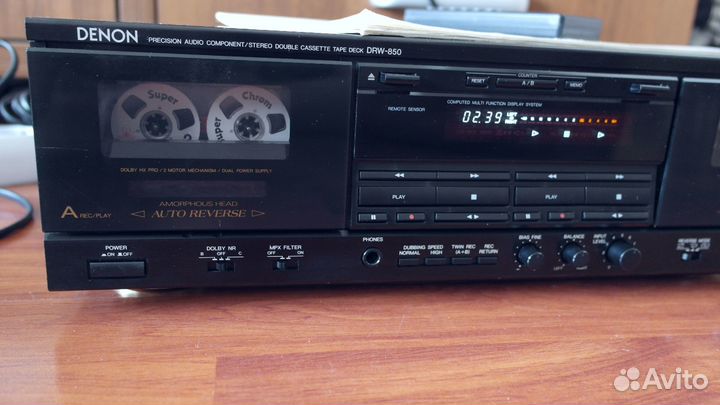 DENON PRECISION AUDIO COMPONENT/STEREO DOUBLE CASSETTE TAPE DECK DRW-850
COUNTER
RESET A/B MEMO
REMOTE SENSOR COMPUTED MULTI FUNCTION DISPLAY SYSTEM
02.39
Super Chrom
Super Chrom
DOLBY HX PRO/2 MOTOR MECHANISM/DUAL POWER SUPPLY
PLAY PLAY
AMORPHOUS HEAD
A REC/PLAY AUTO REVERSE
POWER
ON OFF
DOLBY NR
B OFF C
MPX FILTER
OFF ON
PHONES
DUBBING SPEED
NORMAL HIGH
TWIN REC
(A+B)
REC
RETURN
BIAS FINE
BALANCE
LEFT
INPUT
LEVEL
REVERSE MODE
Avito